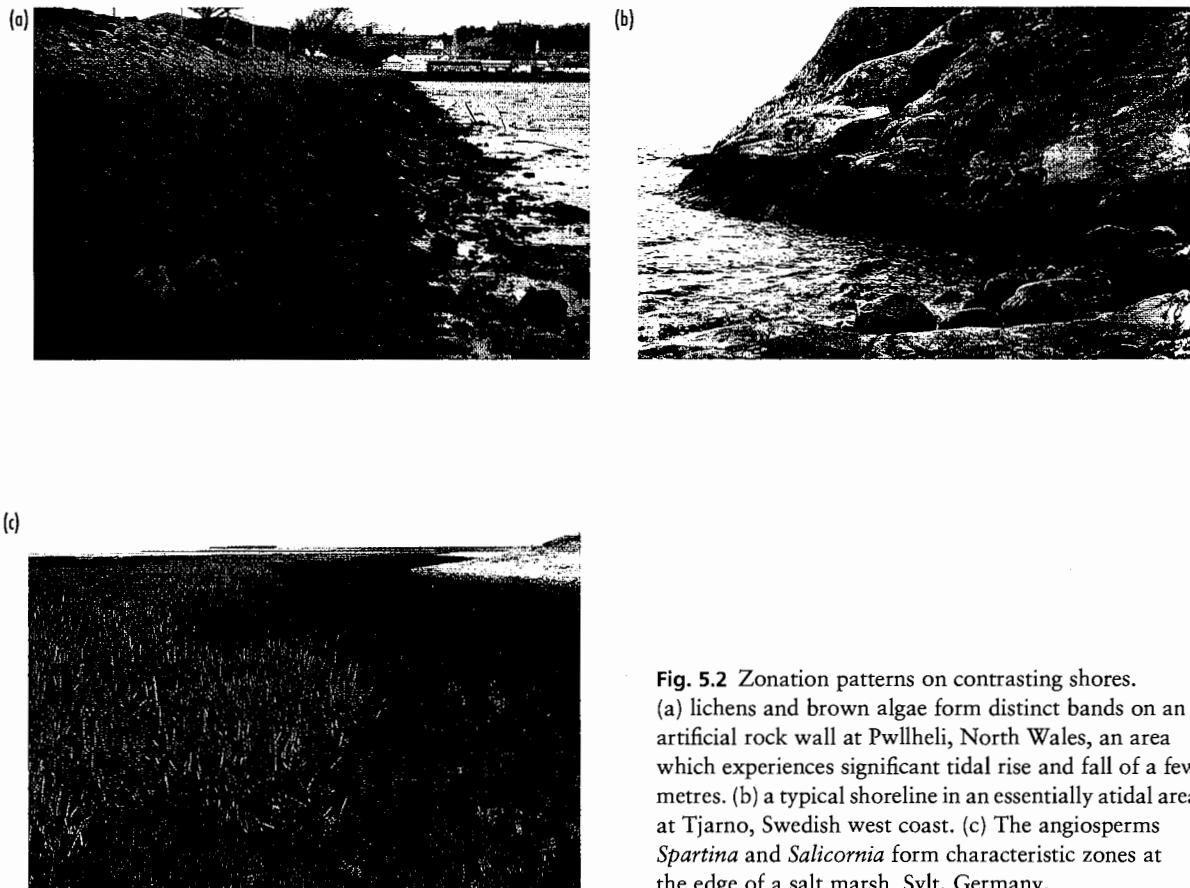 (a)
(b)
(c)
Fig. 5.2 Zonation patterns on contrasting shores.
(a) lichens and brown algae form distinct bands on an
artificial rock wall at Pwllheli, North Wales, an area
which experiences significant tidal rise and fall of a few
metres. (b) a typical shoreline in an essentially atidal area
at Tjarno, Swedish west coast. (c) The angiosperms
Spartina and Salicornia form characteristic zones at
the edge of a salt marsh, Sylt, Germany.